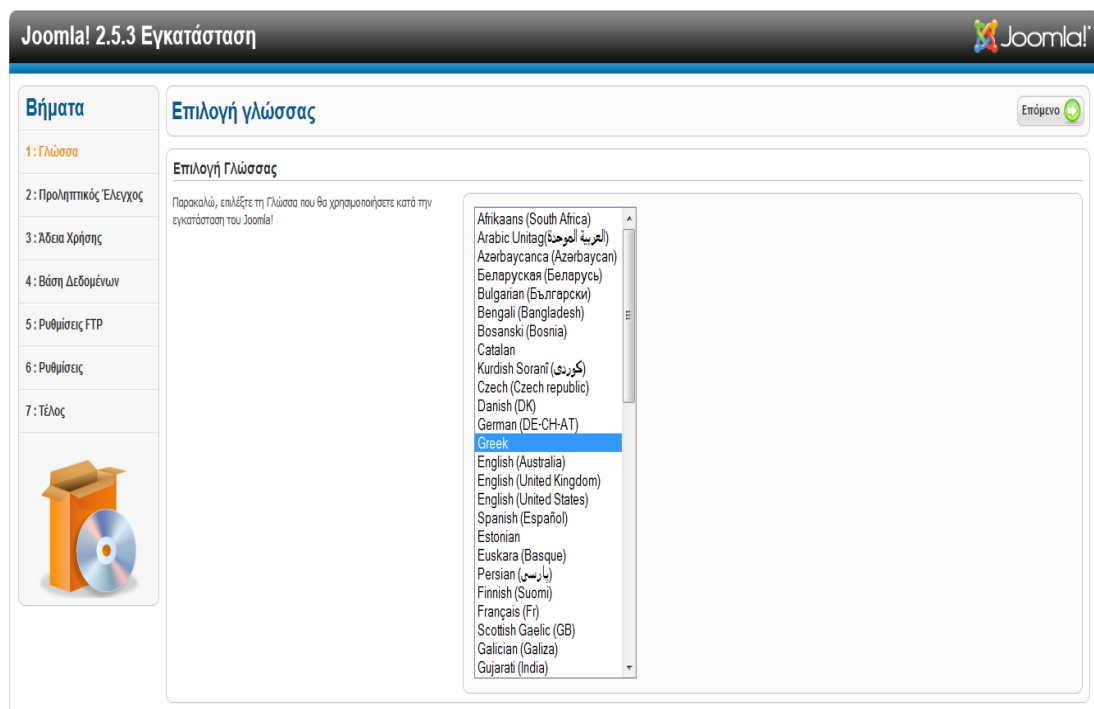 Joomla! 2.5.3 Εγκατάσταση
Joomla!
Βήματα
1 : Γλώσσα
2 : Προληπτικός Έλεγχος
3 : Άδεια Χρήσης
4 : Βάση Δεδομένων
5 : Ρυθμίσεις FTP
6 : Ρυθμίσεις
7 : Τέλος
Επιλογή γλώσσας
Επόμενο
Επιλογή Γλώσσας
Παρακαλώ, επιλέξτε τη Γλώσσα που θα χρησιμοποιήσετε κατά την
εγκατάσταση του Joomla!
Afrikaans (South Africa)
Arabic Unitag(العربية الموحدة)
Azərbaycanca (Azərbaycan)
Беларуская (Беларусь)
Bulgarian (Български)
Bengali (Bangladesh)
Bosanski (Bosnia)
Catalan
Kurdish Soranî (كوردى)
Czech (Czech republic)
Danish (DK)
German (DE-CH-AT)
Greek
English (Australia)
English (United Kingdom)
English (United States)
Spanish (Español)
Estonian
Euskara (Basque)
Persian (پارسی)
Finnish (Suomi)
Français (Fr)
Scottish Gaelic (GB)
Galician (Galiza)
Gujarati (India)